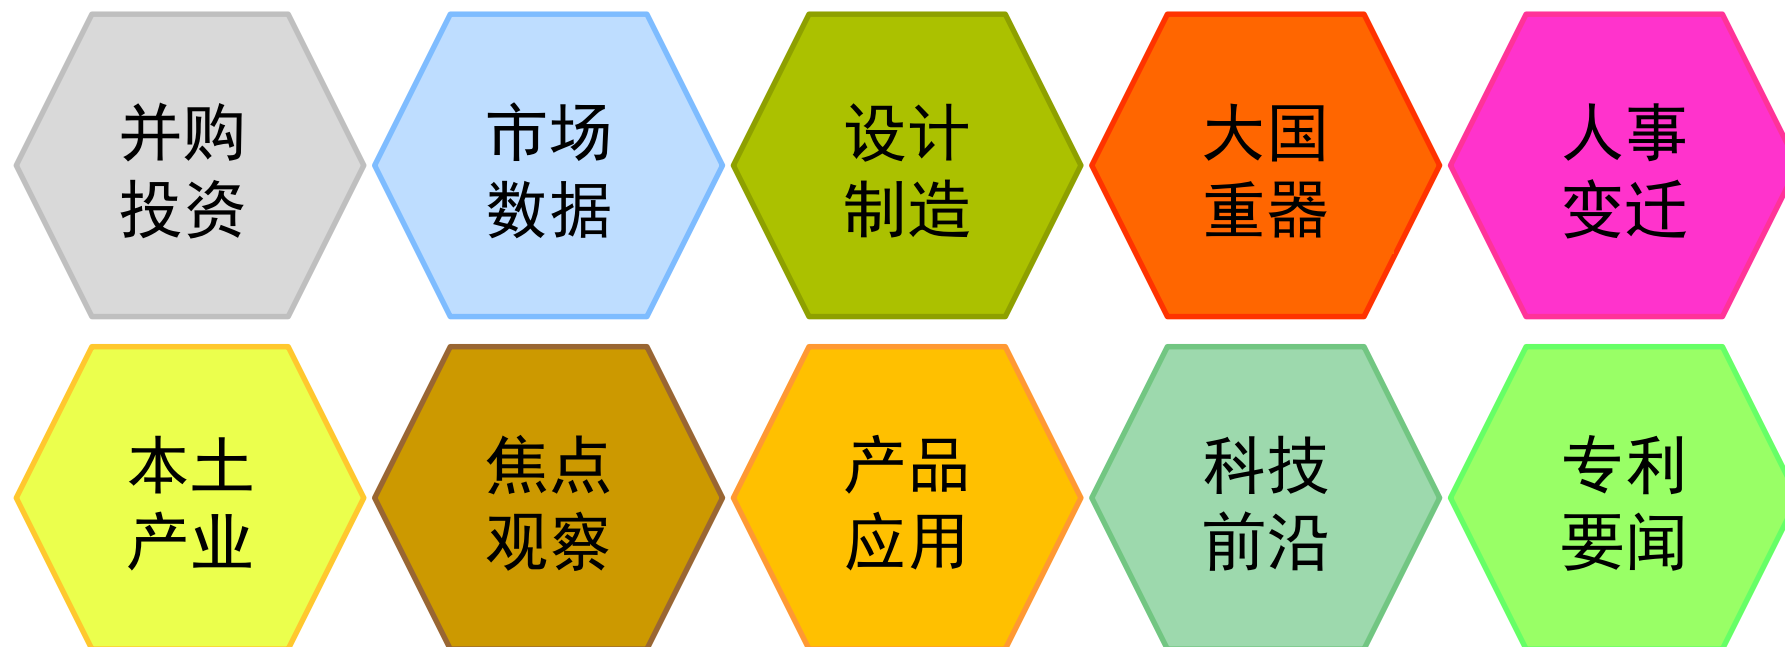 并购
投资
市场
数据
设计
制造
大国
重器
人事
变迁
本土
产业
焦点
观察
产品
应用
科技
前沿
专利
要闻